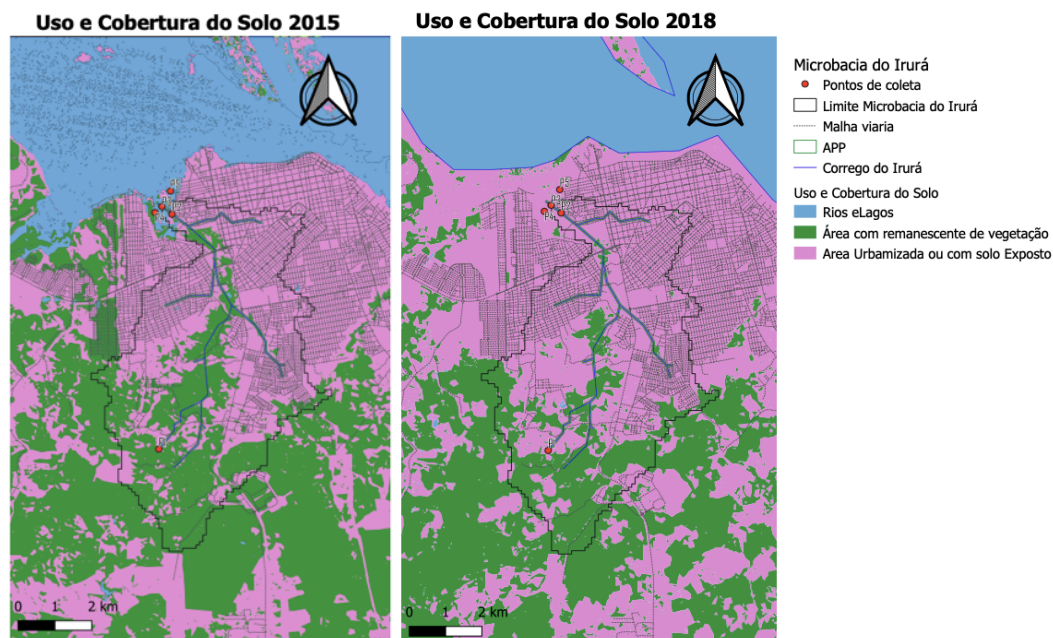 Uso e Cobertura do Solo 2015
Uso e Cobertura do Solo 2018
Microbacia do Irurá
Pontos de coleta
Limite Microbacia do Irurá
Malha viaria
APP
Corrego do Irurá
Uso e Cobertura do Solo
Rios eLagos
Área com remanescente de vegetação
Area Urbanizada ou com solo Exposto
0 1 2 km
0 1 2 km